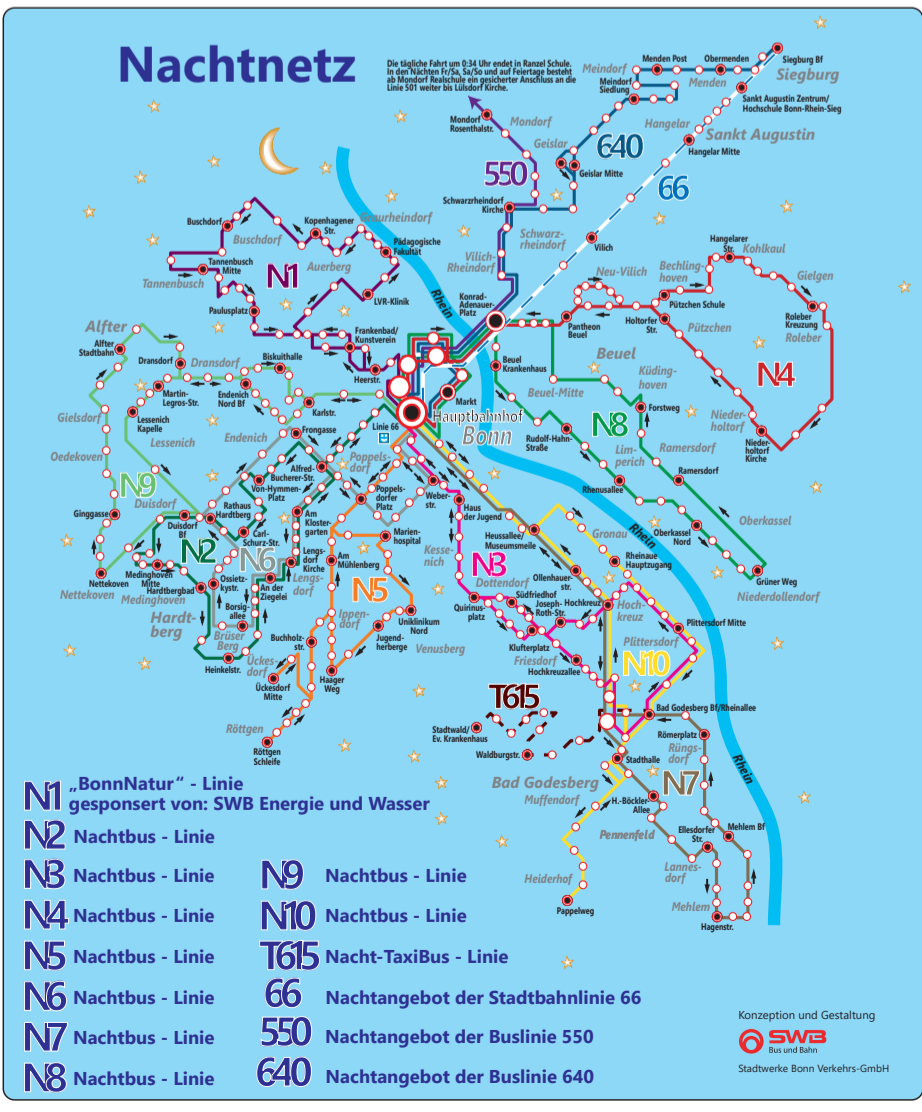 Nachtnetz
Die tägliche Fahrt um 0:34 Uhr endet in Ranzel Schule.
In den Nächten Fr/Sa, Sa/So und auf Feiertage besteht
ab Mondorf Realschule ein gesicherter Anschluss an die
Linie 501 weiter bis Lülsdorf Kirche.
Siegburg Bf
Siegburg
Menden Post
Obermenden
Meindorf
Menden
Meindorf
Siedlung
Sankt Augustin Zentrum/
Hochschule Bonn-Rhein-Sieg
Mondorf
Rosenthalstr.
Mondorf
Hangelar
Sankt Augustin
Geislar
640
Hangelar Mitte
550
Geislar Mitte
66
Schwarzrheindorf
Kirche
Schwarz-
rheindorf
Vilich
Vilich-
Rheindorf
Buschdorf
Kopenhagener
Str.
Graurheindorf
Buschdorf
Pädagogische
Fakultät
Tannenbusch
Mitte
Auerberg
Tannenbusch
N1
LVR-Klinik
Paulusplatz
Rhein
Konrad-
Adenauer-
Platz
Frankenbad/
Kunstverein
Heerstr.
Hangelarer
Str.
Kohlkaul
Bechling-
hoven
Neu-Vilich
Gielgen
Pützchen Schule
Holtorfer
Str.
Pützchen
Roleber
Kreuzung
Roleber
Pantheon
Beuel
Beuel
Krankenhaus
Beuel
Küding-
hoven
N4
Beuel-Mitte
Nieder-
holtorf
Nieder-
holtorf
Kirche
Forstweg
N8
Rudolf-Hahn-
Straße
Lim-
perich
Ramersdorf
Ramersdorf
Rhenusallee
Oberkassel
Oberkassel
Nord
Grüner Weg
Niederdollendorf
Alfter
Alfter
Stadtbahn
Dransdorf
Dransdorf
Biskuithalle
Martin-
Legros-Str.
Endenich
Nord Bf
Karlstr.
Lessenich
Kapelle
Gielsdorf
Lessenich
Endenich
Frongasse
Oedekoven
N9
Duisdorf
Alfred-
Bucherer-Str.
Von-Hymmen-
Platz
Rathaus
Hardtberg
Ginggasse
Duisdorf
Bf
Carl-
Schurz-Str.
Am
Kloster-
garten
N2
N6
Lengs-
dorf
Kirche
Lengs-
dorf
Nettekoven
Nettekoven
Medinghoven
Mitte
Medinghoven
Hardtbergbad
Ossietz-
kystr.
An der
Ziegelei
Hardt-
berg
Borsig-
allee
Brüser
Berg
Heinkelstr.
Markt
Hauptbahnhof
Bonn
Linie 66
Poppels-
dorf
Poppels-
dorfer
Platz
Weber-
str.
Haus
der Jugend
Marien-
hospital
Am
Mühlenberg
N5
Kesse-
nich
N3
Ippen-
dorf
Uniklinikum
Nord
Buchholz-
str.
Jugend-
herberge
Venusberg
Ückes-
dorf
Ückesdorf
Mitte
Haager
Weg
Röttgen
Röttgen
Schleife
Heussallee/
Museumsmeile
Gronau
Rhein
Rheinaue
Hauptzugang
Ollenhauer-
str.
Dottendorf
Quirinus-
platz
Südfriedhof
Joseph-
Roth-Str.
Hochkreuz
Hoch-
kreuz
Plittersdorf Mitte
Plittersdorf
Klufterplatz
Friesdorf
Hochkreuzallee
N10
T615
Bad Godesberg Bf/Rheinallee
Stadtwald/
Ev. Krankenhaus
Waldburgstr.
Römerplatz
Rüngs-
dorf
Rhein
Stadthalle
Bad Godesberg
Muffendorf
N7
H.-Böckler-
Allee
Pennenfeld
Ellesdorfer
Str.
Mehlem Bf
Lannes-
dorf
Heiderhof
Mehlem
Pappelweg
Hagenstr.
N1 „BonnNatur“ - Linie
gesponsert von: SWB Energie und Wasser
N2 Nachtbus - Linie
N3 Nachtbus - Linie
N4 Nachtbus - Linie
N5 Nachtbus - Linie
N6 Nachtbus - Linie
N7 Nachtbus - Linie
N8 Nachtbus - Linie
N9 Nachtbus - Linie
N10 Nachtbus - Linie
T615 Nacht-TaxiBus - Linie
66 Nachtangebot der Stadtbahnlinie 66
550 Nachtangebot der Buslinie 550
640 Nachtangebot der Buslinie 640
Konzeption und Gestaltung
SWB
Bus und Bahn
Stadtwerke Bonn Verkehrs-GmbH